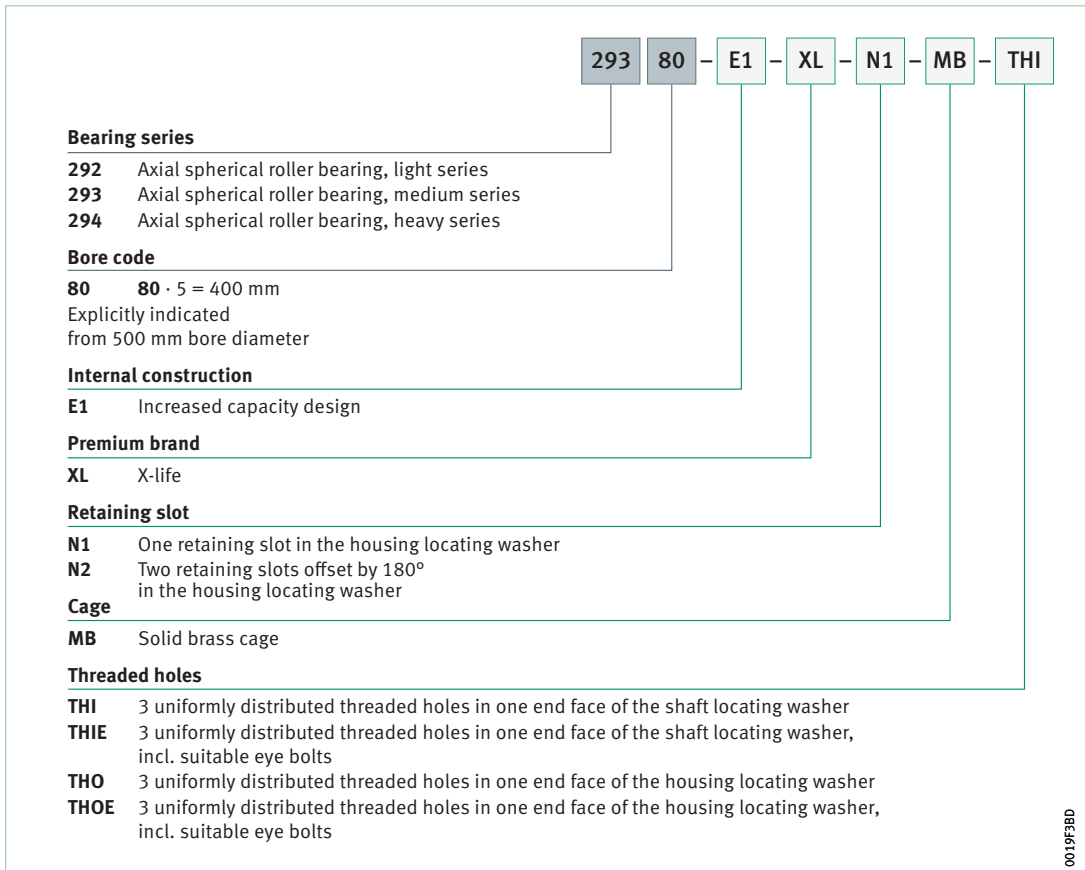 293 80 – E1 – XL – N1 – MB – THI
Bearing series
292 Axial spherical roller bearing, light series
293 Axial spherical roller bearing, medium series
294 Axial spherical roller bearing, heavy series
Bore code
80 80 · 5 = 400 mm
Explicitly indicated
from 500 mm bore diameter
Internal construction
E1 Increased capacity design
Premium brand
XL X-life
Retaining slot
N1 One retaining slot in the housing locating washer
N2 Two retaining slots offset by 180°
in the housing locating washer
Cage
MB Solid brass cage
Threaded holes
THI 3 uniformly distributed threaded holes in one end face of the shaft locating washer
THIE 3 uniformly distributed threaded holes in one end face of the shaft locating washer,
incl. suitable eye bolts
THO 3 uniformly distributed threaded holes in one end face of the housing locating washer
THOE 3 uniformly distributed threaded holes in one end face of the housing locating washer,
incl. suitable eye bolts
0019F3BD